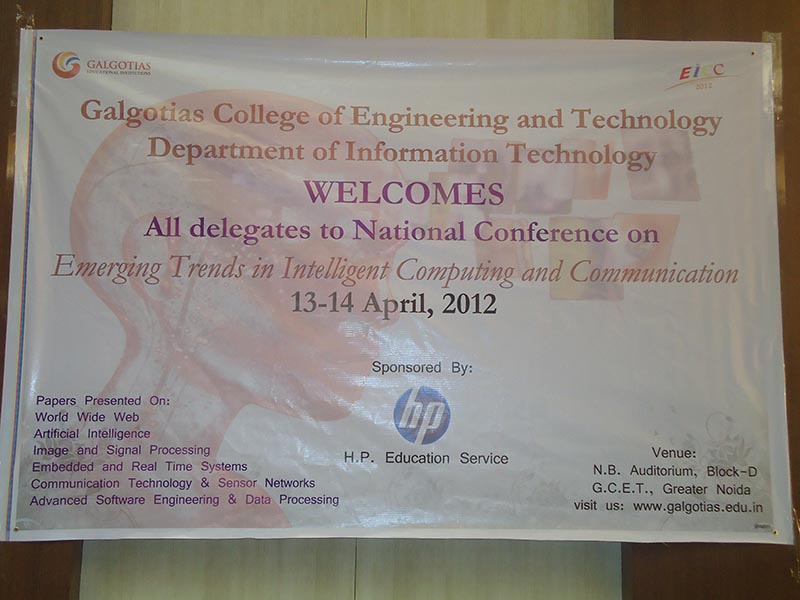 GALGOTIAS
EDUCATIONAL INSTITUTIONS
EICC
2012
Galgotias College of Engineering and Technology
Department of Information Technology
WELCOMES
All delegates to National Conference on
Emerging Trends in Intelligent Computing and Communication
13-14 April, 2012
Sponsored By:
hp
H.P. Education Service
Papers Presented On:
World Wide Web
Artificial Intelligence
Image and Signal Processing
Embedded and Real Time Systems
Communication Technology & Sensor Networks
Advanced Software Engineering & Data Processing
Venue:
N.B. Auditorium, Block-D
G.C.E.T., Greater Noida
visit us: www.galgotias.edu.in